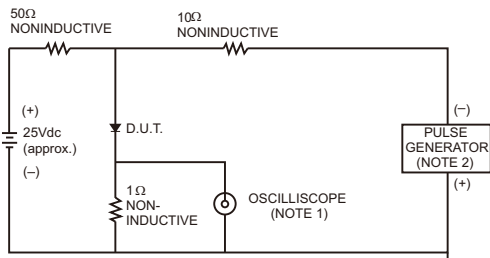 50Ω
NONINDUCTIVE
10Ω
NONINDUCTIVE
(+)
25Vdc
(approx.)
(–)
D.U.T.
1Ω
NON-
INDUCTIVE
OSCILLISCOPE
(NOTE 1)
(–)
PULSE
GENERATOR
(NOTE 2)
(+)